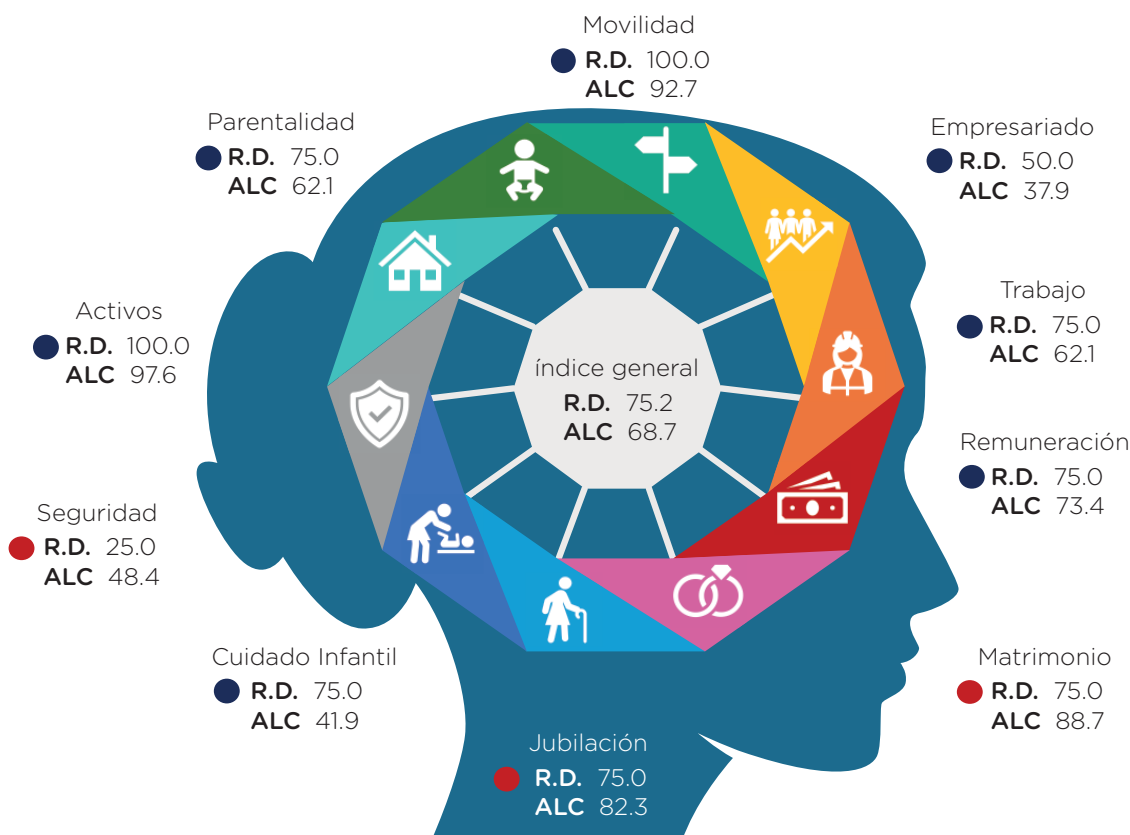 Movilidad
R.D. 100.0
ALC 92.7
Parentalidad
R.D. 75.0
ALC 62.1
Empresariado
R.D. 50.0
ALC 37.9
Activos
R.D. 100.0
ALC 97.6
Trabajo
R.D. 75.0
ALC 62.1
índice general
R.D. 75.2
ALC 68.7
Remuneración
R.D. 75.0
ALC 73.4
Seguridad
R.D. 25.0
ALC 48.4
Cuidado Infantil
R.D. 75.0
ALC 41.9
Matrimonio
R.D. 75.0
ALC 88.7
Jubilación
R.D. 75.0
ALC 82.3